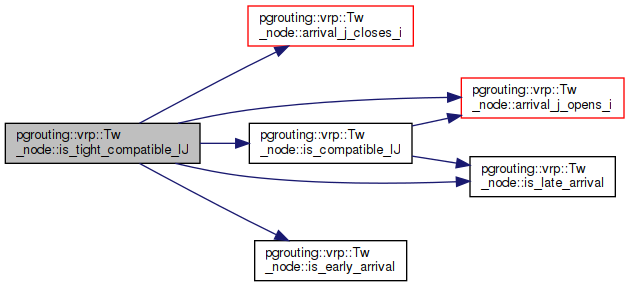 pgrouting::vrp::Tw
_node::arrival_j_closes_i
pgrouting::vrp::Tw
_node::arrival_j_opens_i
pgrouting::vrp::Tw
_node::is_tight_compatible_IJ
pgrouting::vrp::Tw
_node::is_compatible_IJ
pgrouting::vrp::Tw
_node::is_late_arrival
pgrouting::vrp::Tw
_node::is_early_arrival